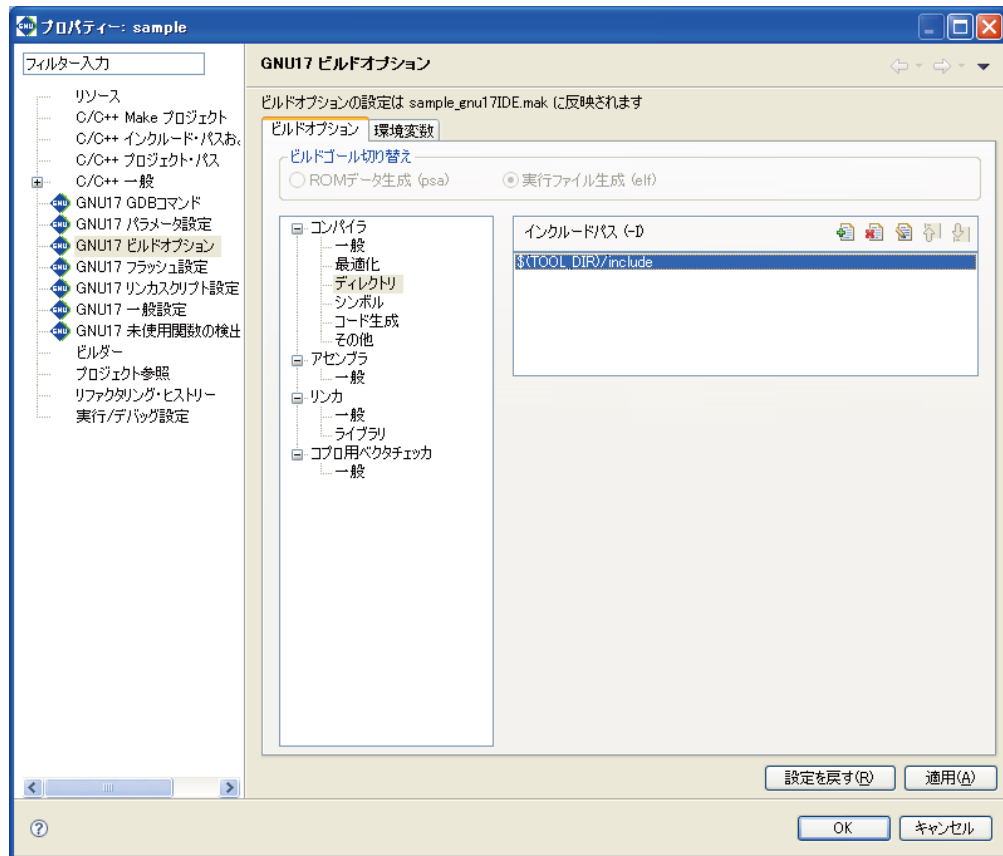 プロパティー: sample
フィルター入力
リソース
C/C++ Make プロジェクト
C/C++ インクルード・パスお
C/C++ プロジェクト・パス
C/C++ 一般
GNU17 GDBコマンド
GNU17 パラメータ設定
GNU17 ビルドオプション
GNU17 フラッシュ設定
GNU17 リンカスクリプト設定
GNU17 一般設定
GNU17 未使用関数の検出
ビルダー
プロジェクト参照
リファクタリング・ヒストリー
実行/デバッグ設定
GNU17 ビルドオプション
ビルドオプションの設定は sample_gnu17IDE.mak に反映されます
ビルドオプション 環境変数
ビルドゴール切り替え
ROMデータ生成 (psa) 実行ファイル生成 (elf)
コンパイラ
一般
最適化
ディレクトリ
シンボル
コード生成
その他
アセンブラ
一般
リンカ
一般
ライブラリ
コプロ用ベクタチェッカ
一般
インクルードパス (-I)
$(TOOL_DIR)/include
設定を戻す(R) 適用(A)
OK キャンセル